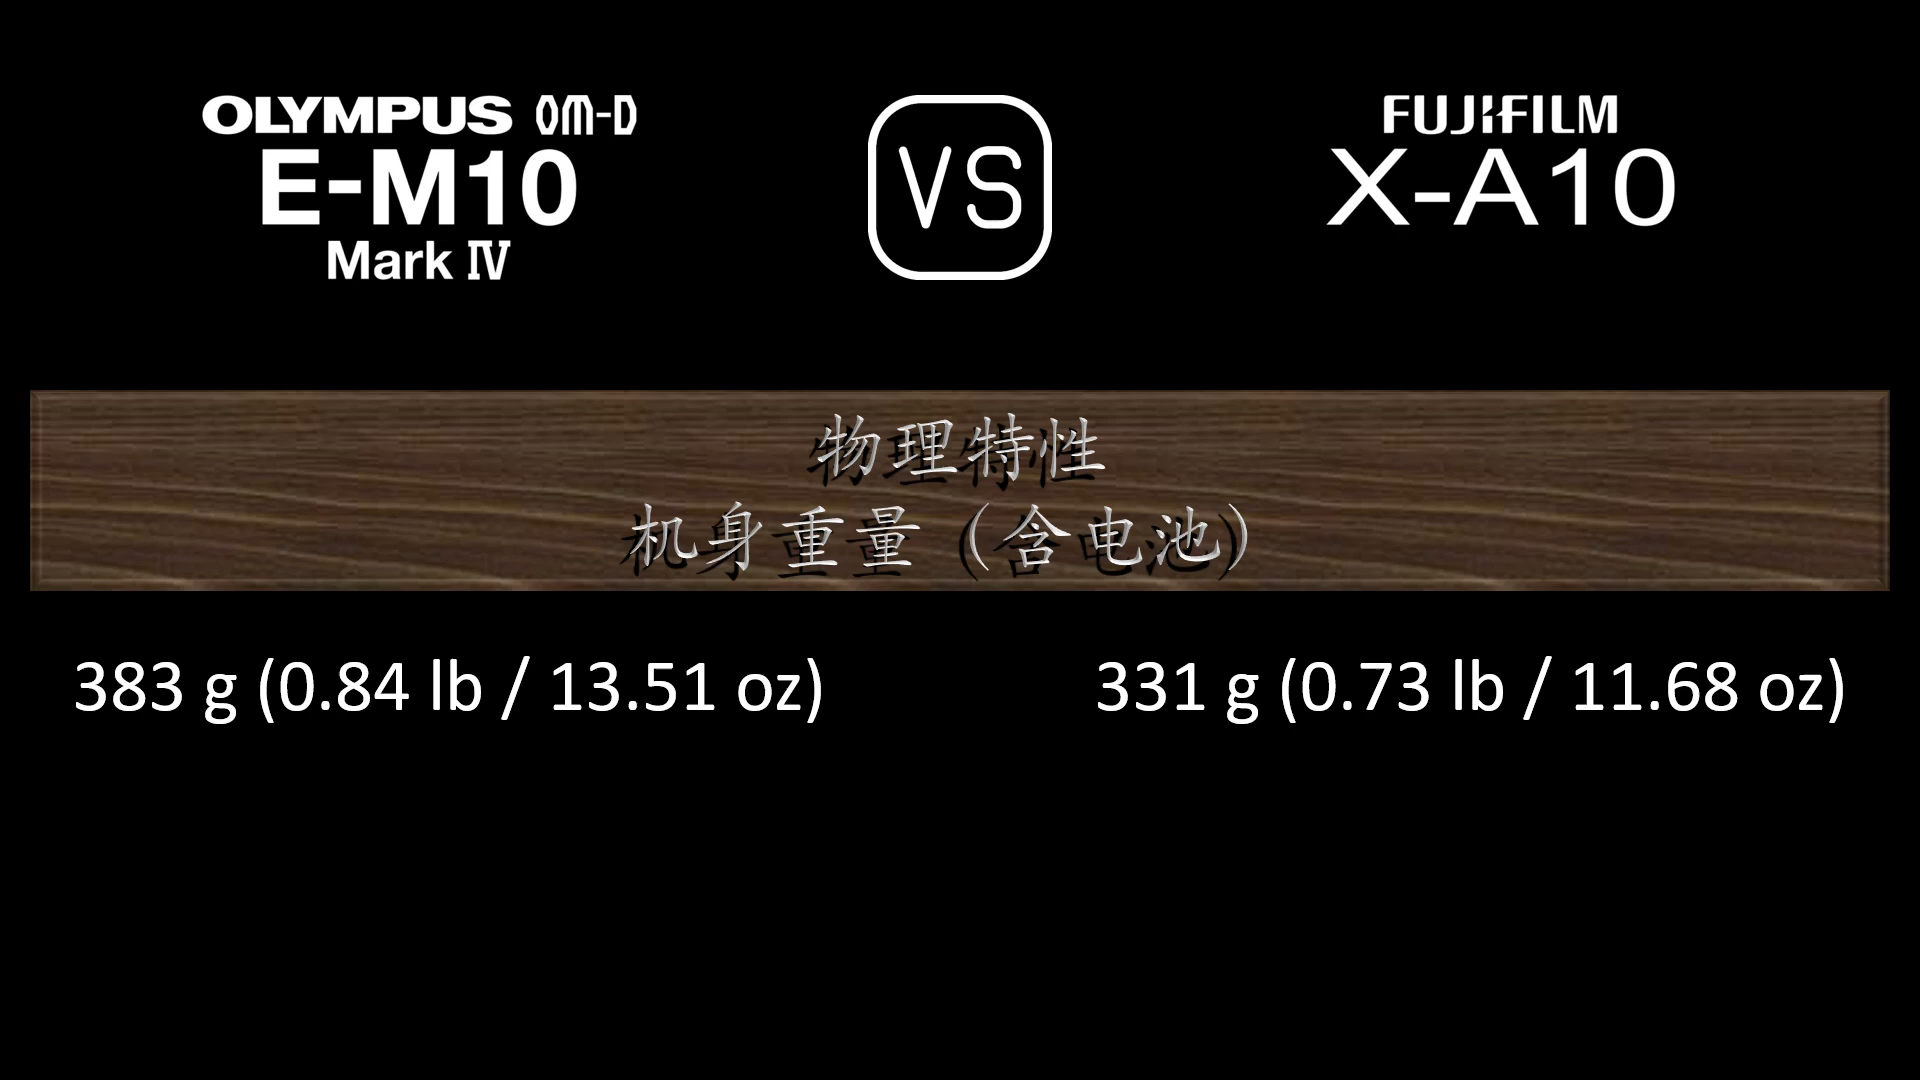 OLYMPUS OM-D
E-M10
Mark IV
VS
FUJIFILM
X-A10
物理特性
机身重量（含电池）
383 g (0.84 lb / 13.51 oz)
331 g (0.73 lb / 11.68 oz)